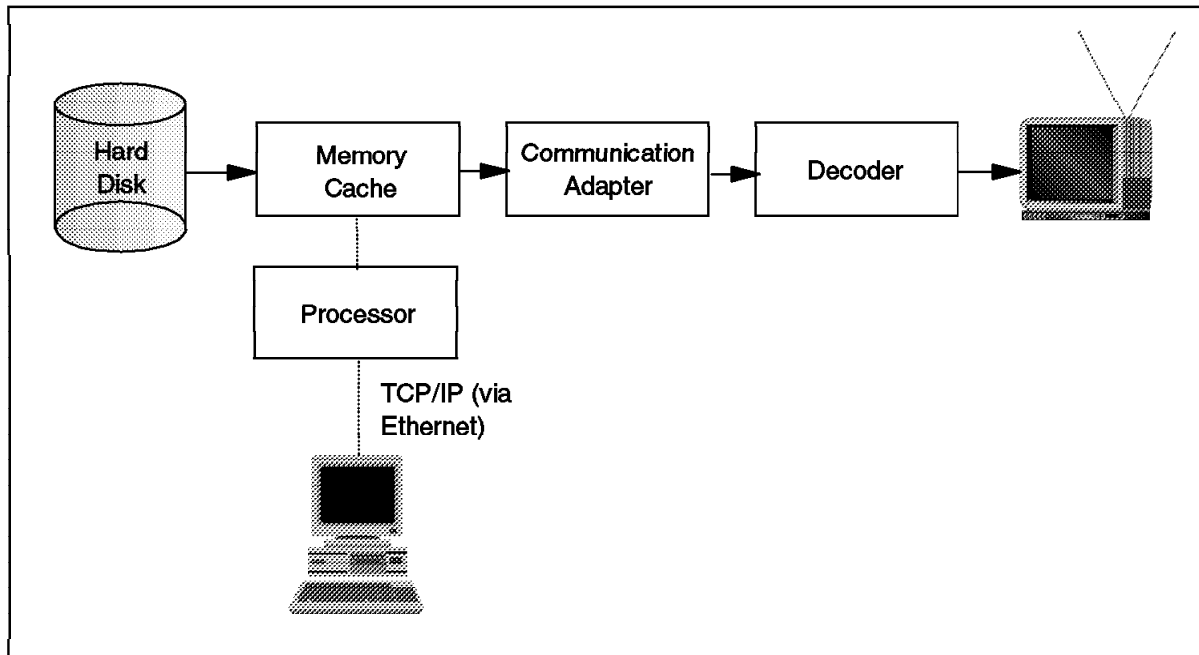 Hard
Disk
Memory
Cache
Communication
Adapter
Decoder
Processor
TCP/IP (via
Ethernet)